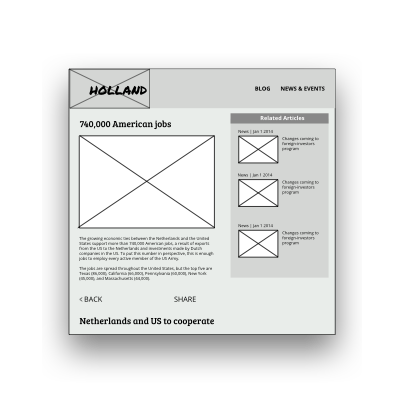 HOLLAND
BLOG NEWS & EVENTS
740,000 American jobs
The growing economic ties between the Netherlands and the United
States support more than 740,000 American jobs, a result of exports
from the US to the Netherlands and investments made by Dutch
companies in the US. To put this number in perspective, this is enough
jobs to employ every active member of the US Army.
The jobs are spread throughout the United States, but the top five are
Texas (86,000), California (65,000), Pennsylvania (60,000), New York
(45,000), and Massachusetts (44,000).
< BACK SHARE
Netherlands and US to cooperate
Related Articles
News | Jan 1 2014
Changes coming to
foreign-investors
program
News | Jan 1 2014
Changes coming to
foreign-investors
program
News | Jan 1 2014
Changes coming to
foreign-investors
program